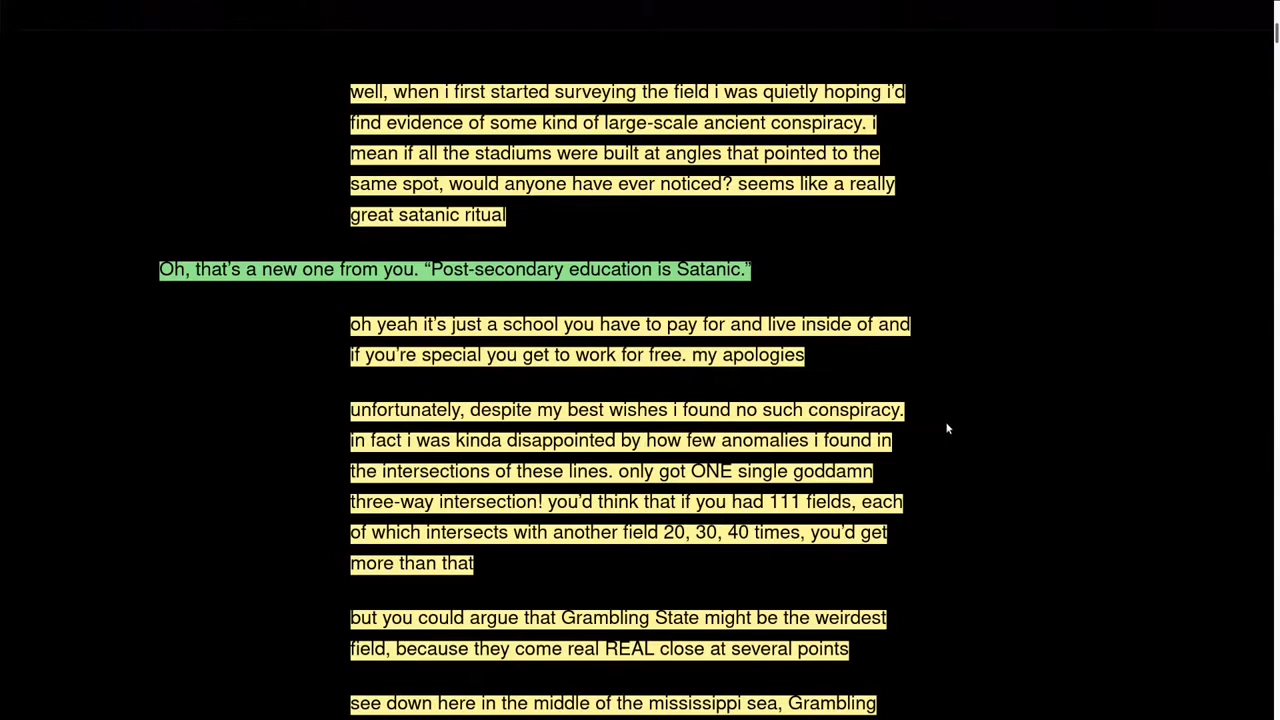 well, when i first started surveying the field i was quietly hoping i’d
find evidence of some kind of large-scale ancient conspiracy. i
mean if all the stadiums were built at angles that pointed to the
same spot, would anyone have ever noticed? seems like a really
great satanic ritual
Oh, that’s a new one from you. “Post-secondary education is Satanic.”
oh yeah it’s just a school you have to pay for and live inside of and
if you’re special you get to work for free. my apologies
unfortunately, despite my best wishes i found no such conspiracy.
in fact i was kinda disappointed by how few anomalies i found in
the intersections of these lines. only got ONE single goddamn
three-way intersection! you’d think that if you had 111 fields, each
of which intersects with another field 20, 30, 40 times, you’d get
more than that
but you could argue that Grambling State might be the weirdest
field, because they come real REAL close at several points
see down here in the middle of the mississippi sea, Grambling